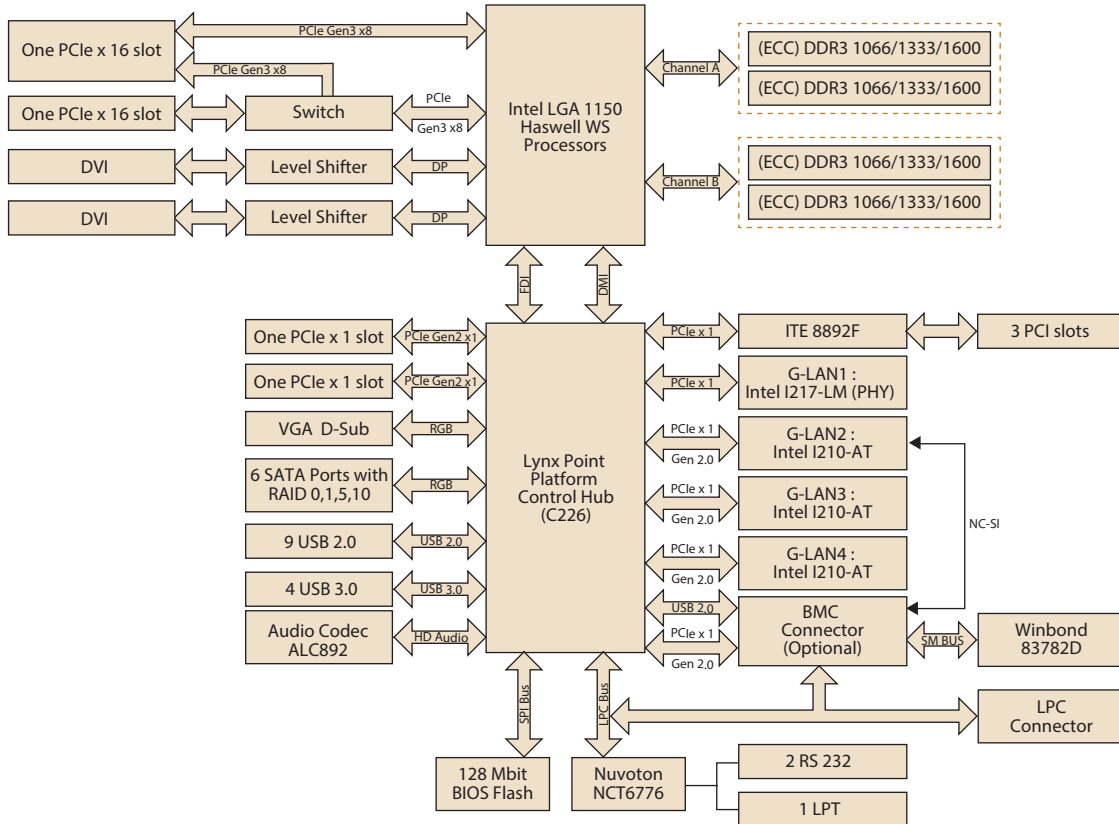 One PCIe x 16 slot
PCIe Gen3 x8
PCIe Gen3 x8
One PCIe x 16 slot
Switch
PCIe
Gen3 x8
DVI
Level Shifter
DP
DVI
Level Shifter
DP
Intel LGA 1150
Haswell WS
Processors
Channel A
(ECC) DDR3 1066/1333/1600
(ECC) DDR3 1066/1333/1600
Channel B
(ECC) DDR3 1066/1333/1600
(ECC) DDR3 1066/1333/1600
FDI
DMI
One PCIe x 1 slot
PCIe Gen2 x1
One PCIe x 1 slot
PCIe Gen2 x1
VGA D-Sub
RGB
6 SATA Ports with
RAID 0,1,5,10
RGB
9 USB 2.0
USB 2.0
4 USB 3.0
USB 3.0
Audio Codec
ALC892
HD Audio
Lynx Point
Platform
Control Hub
(C226)
PCIe x 1
ITE 8892F
3 PCI slots
PCIe x 1
G-LAN1 :
Intel I217-LM (PHY)
PCIe x 1
Gen 2.0
G-LAN2 :
Intel I210-AT
PCIe x 1
Gen 2.0
G-LAN3 :
Intel I210-AT
NC-SI
PCIe x 1
Gen 2.0
G-LAN4 :
Intel I210-AT
USB 2.0
PCIe x 1
Gen 2.0
BMC
Connector
(Optional)
SM BUS
Winbond
83782D
SPI Bus
LPC Bus
LPC
Connector
128 Mbit
BIOS Flash
Nuvoton
NCT6776
2 RS 232
1 LPT